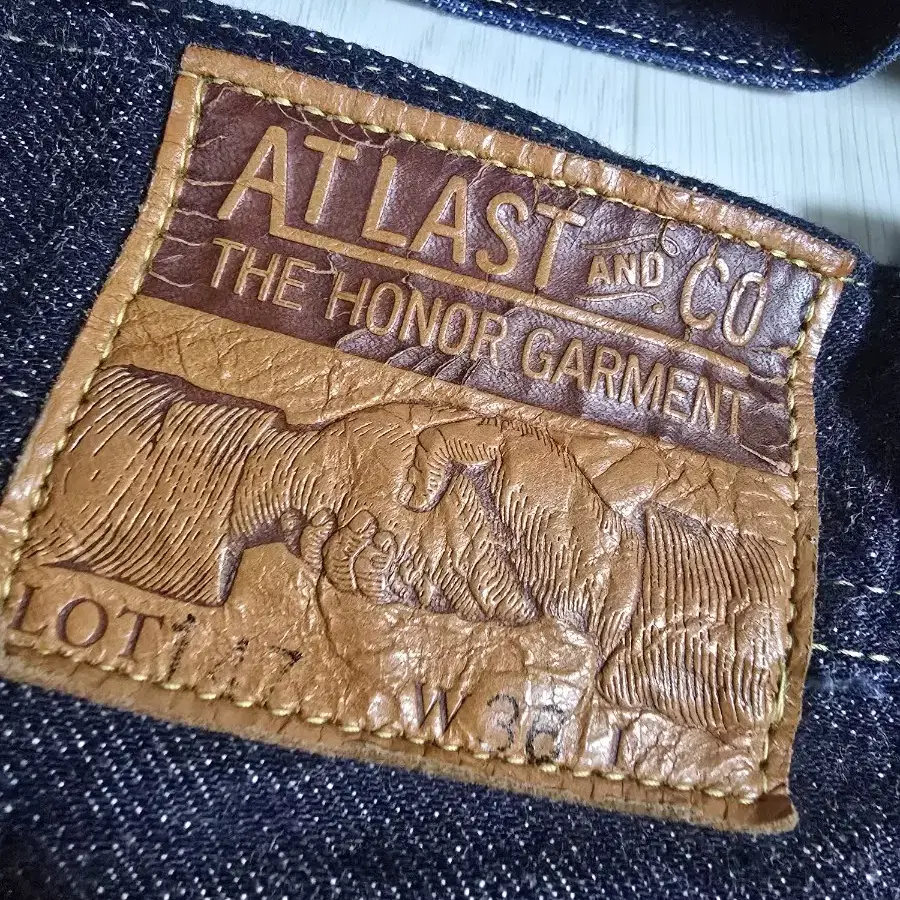 AT LAST AND CO
THE HONOR GARMENT
LOT
W